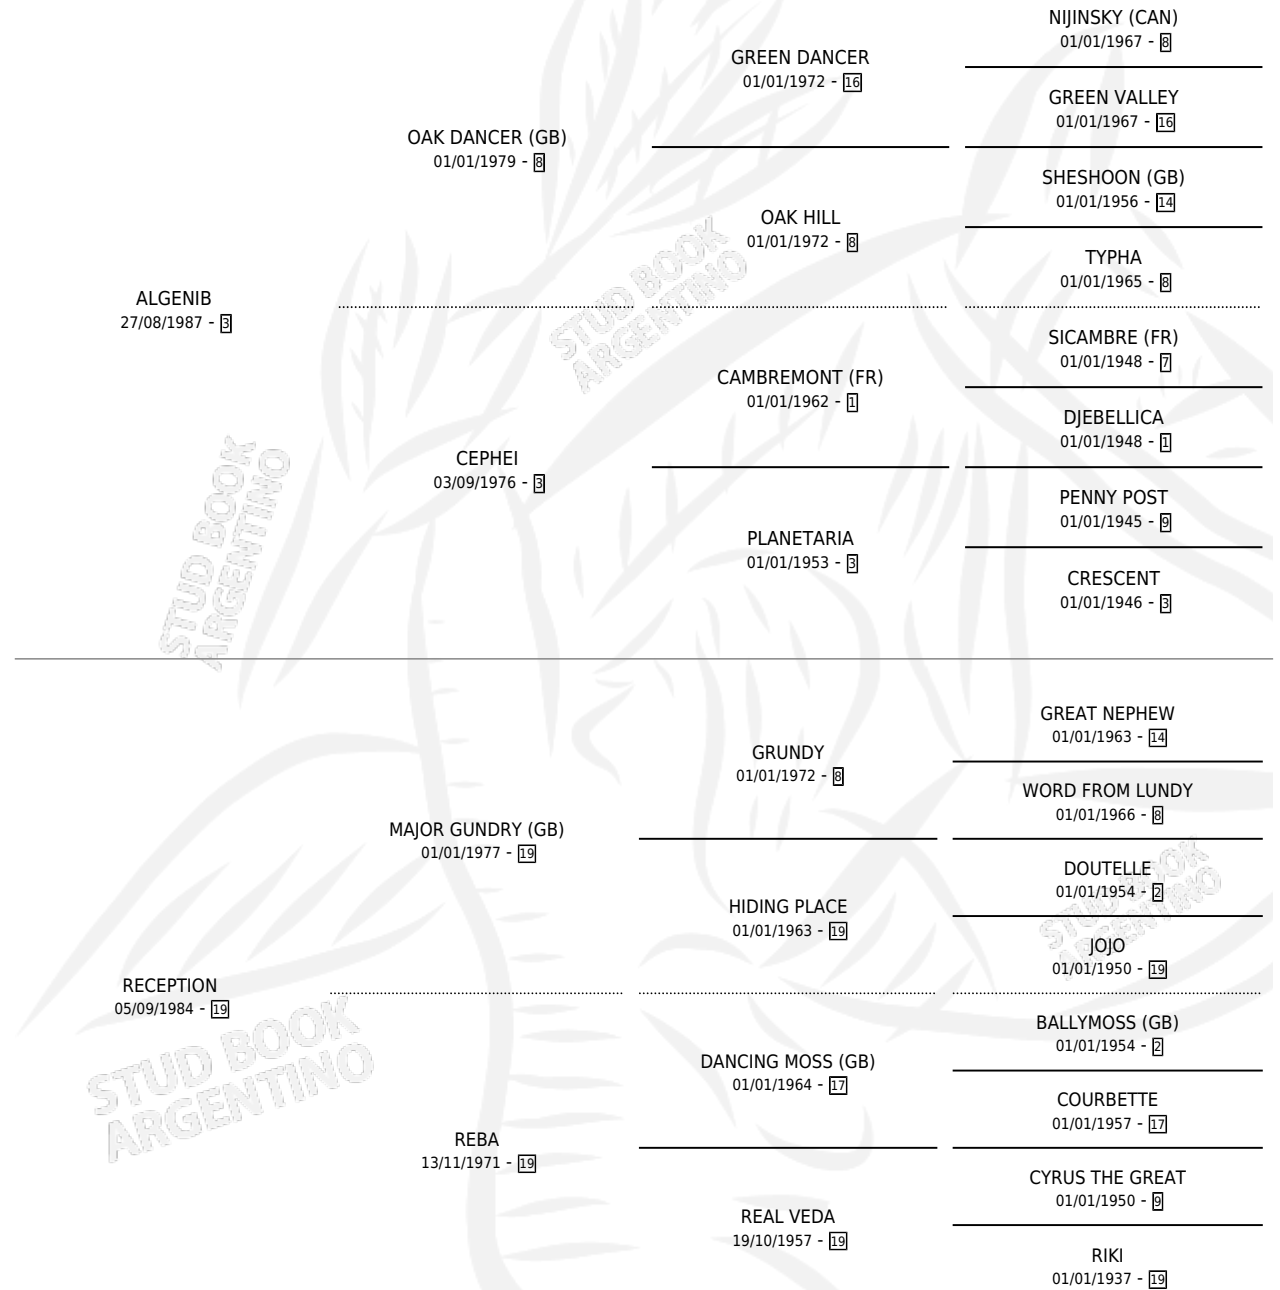 NIJINSKY (CAN)
01/01/1967 - 8
GREEN DANCER
01/01/1972 - 16
GREEN VALLEY
01/01/1967 - 16
OAK DANCER (GB)
01/01/1979 - 8
SHESHOON (GB)
01/01/1956 - 14
OAK HILL
01/01/1972 - 8
TYPHA
01/01/1965 - 8
ALGENIB
27/08/1987 - 3
SICAMBRE (FR)
01/01/1948 - 7
CAMBREMONT (FR)
01/01/1962 - 1
DJEBELLICA
01/01/1948 - 1
CEPHEI
03/09/1976 - 3
PENNY POST
01/01/1945 - 9
PLANETARIA
01/01/1953 - 3
CRESCENT
01/01/1946 - 3
GREAT NEPHEW
01/01/1963 - 14
GRUNDY
01/01/1972 - 8
WORD FROM LUNDY
01/01/1966 - 8
MAJOR GUNDRY (GB)
01/01/1977 - 19
DOUTELLE
01/01/1954 - 2
HIDING PLACE
01/01/1963 - 19
JOJO
01/01/1950 - 19
RECEPTION
05/09/1984 - 19
BALLYMOSS (GB)
01/01/1954 - 2
DANCING MOSS (GB)
01/01/1964 - 17
COURBETTE
01/01/1957 - 17
REBA
13/11/1971 - 19
CYRUS THE GREAT
01/01/1950 - 9
REAL VEDA
19/10/1957 - 19
RIKI
01/01/1937 - 19
STUD BOOK
ARGENTINO
STUD BOOK
ARGENTINO
STUD BOOK
ARGENTINO
STUD BOOK
ARGENTINO